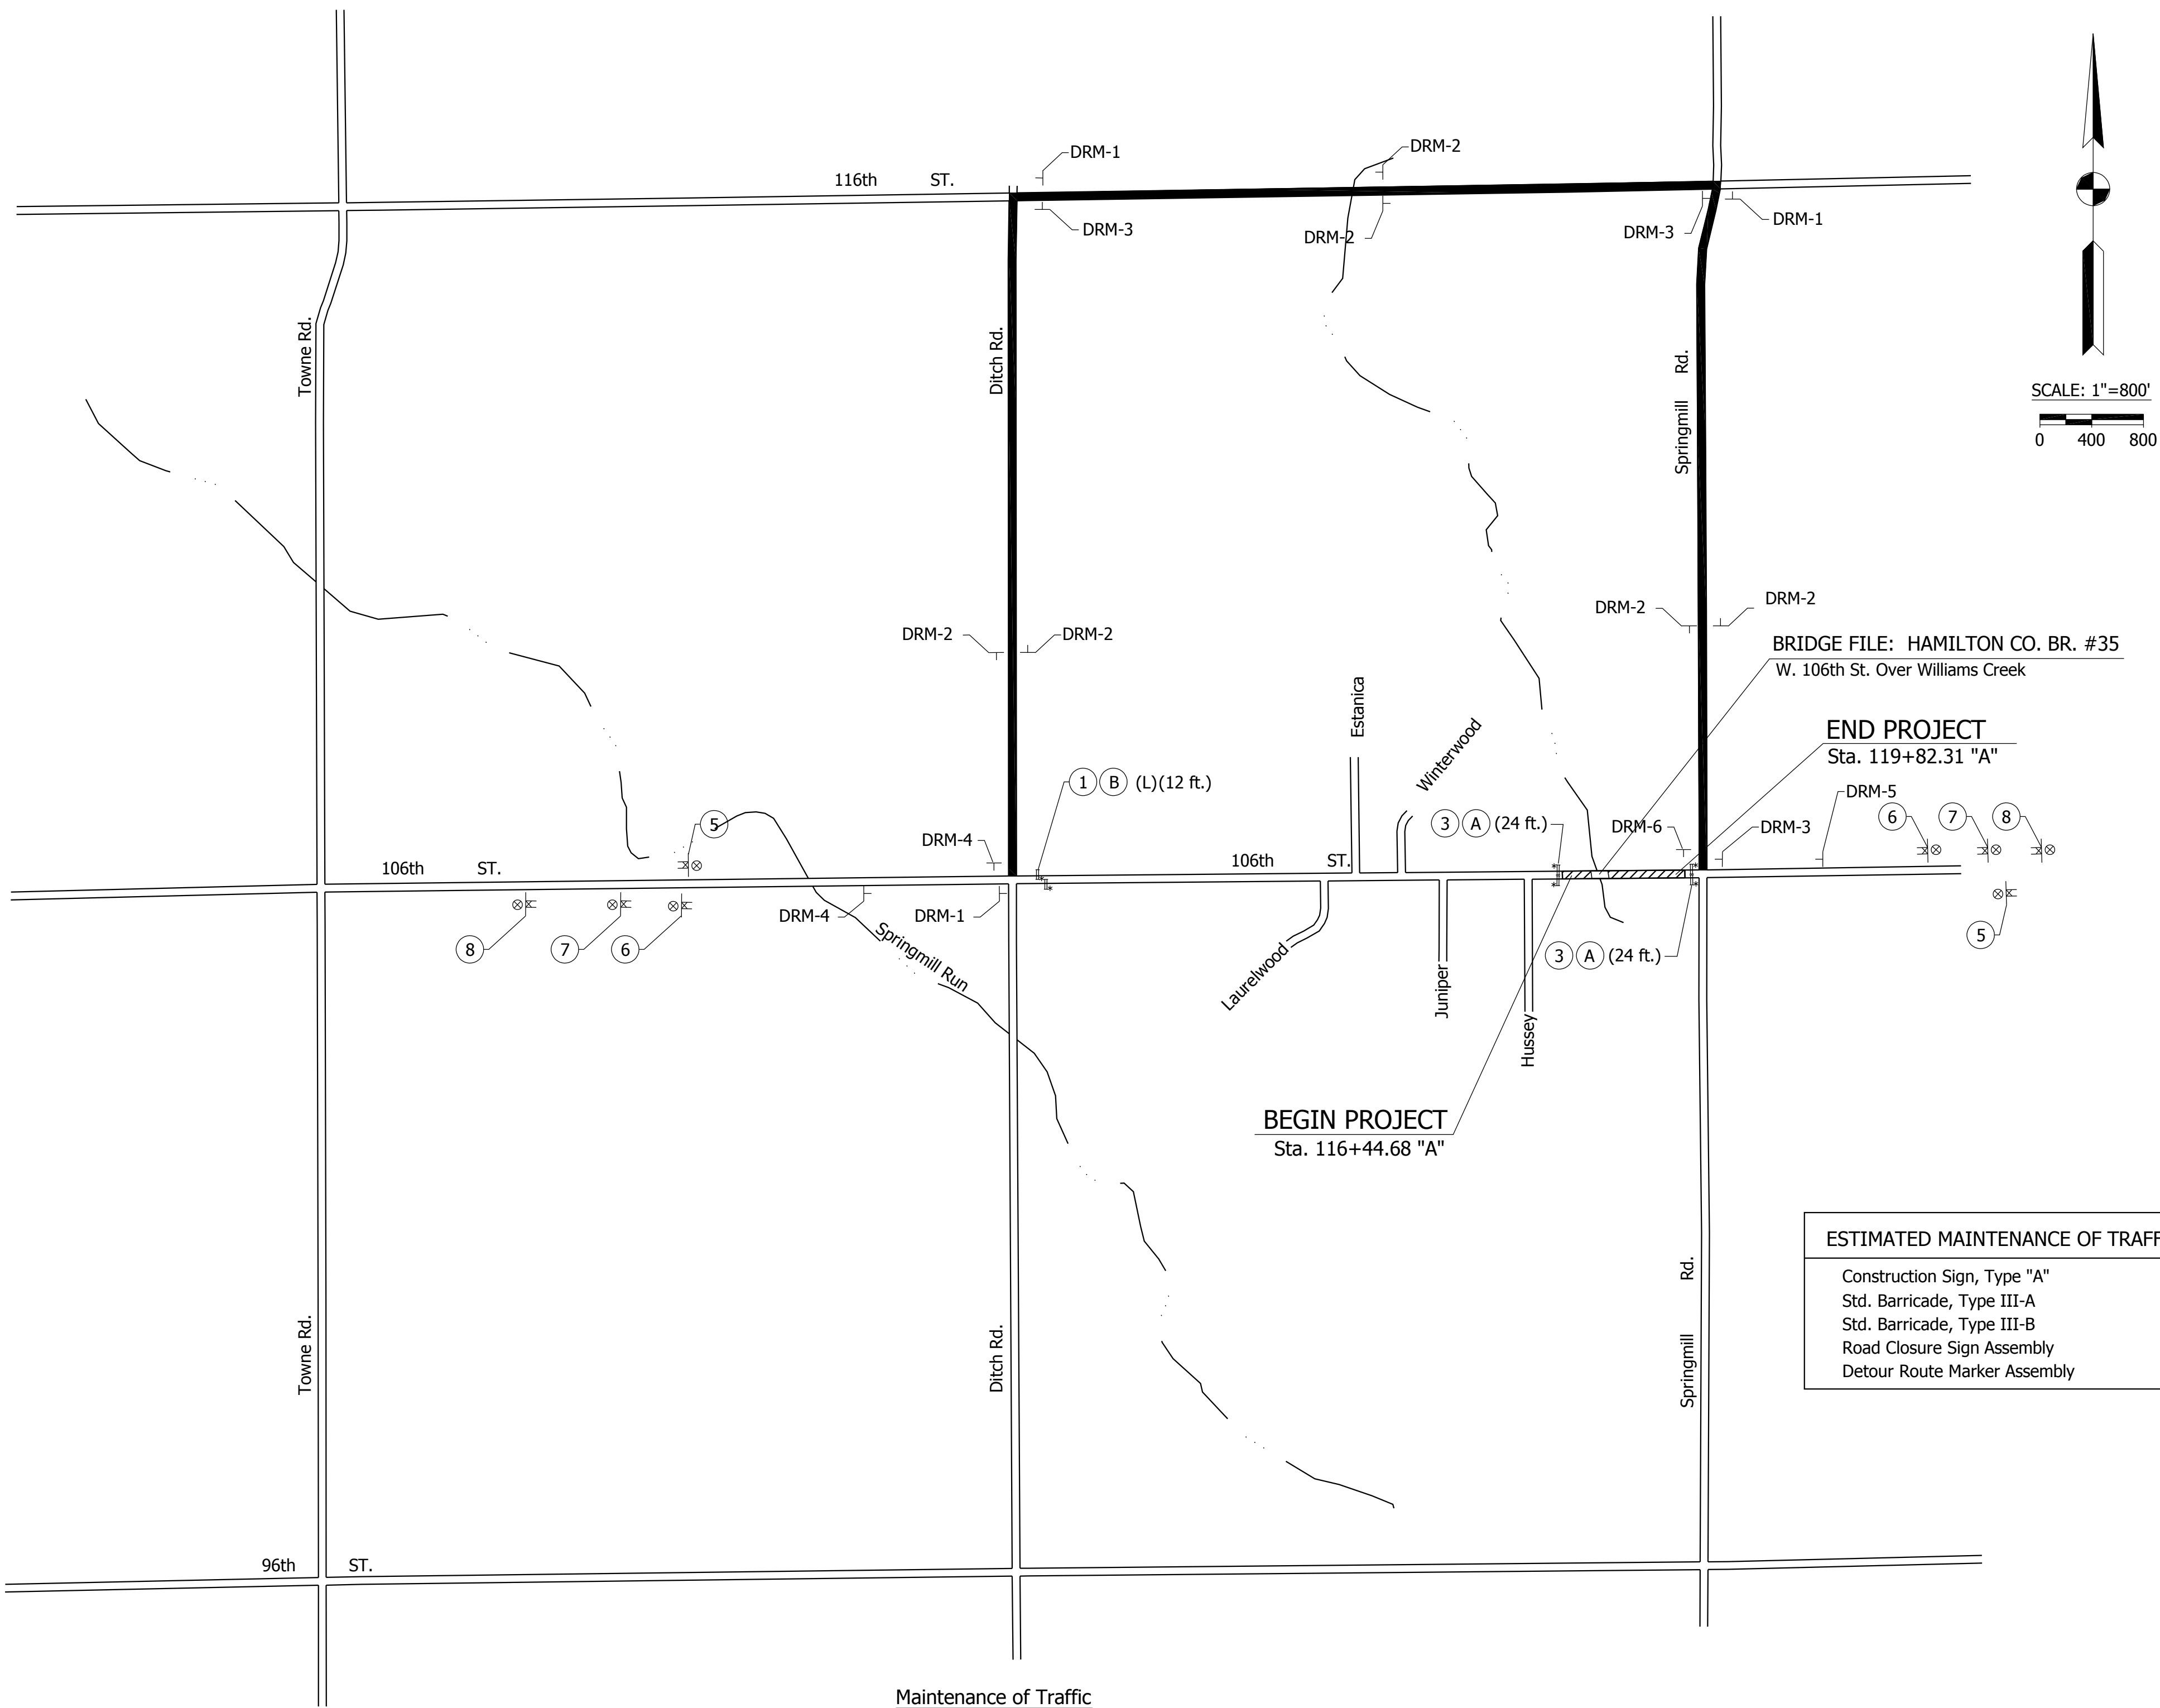 DRM-1
DRM-2
116th ST.
DRM-3
DRM-2
DRM-3
DRM-1
Towne Rd.
Ditch Rd.
Springmill Rd.
SCALE: 1"=800'
0 400 800
DRM-2
DRM-2
DRM-2
DRM-2
BRIDGE FILE: HAMILTON CO. BR. #35
W. 106th St. Over Williams Creek
Estanica
Winterwood
END PROJECT
Sta. 119+82.31 "A"
1 B (L)(12 ft.)
DRM-5
5
3 A (24 ft.)
DRM-6
DRM-3
6 7 8
DRM-4
106th ST.
106th ST.
DRM-4
DRM-1
8 7 6
Springmill Run
Laurelwood
Juniper
Hussey
3 A (24 ft.)
5
BEGIN PROJECT
Sta. 116+44.68 "A"
ESTIMATED MAINTENANCE OF
Construction Sign, Type "A"
Std. Barricade, Type III-A
Std. Barricade, Type III-B
Road Closure Sign Assembly
Detour Route Marker Assembly
Towne Rd.
Ditch Rd.
Springmill Rd.
96th ST.
Maintenance of Traffic